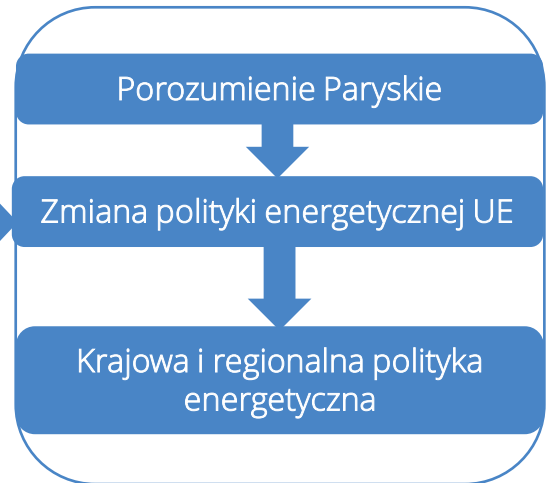 Porozumienie Paryskie
Zmiana polityki energetycznej UE
Krajowa i regionalna polityka
energetyczna